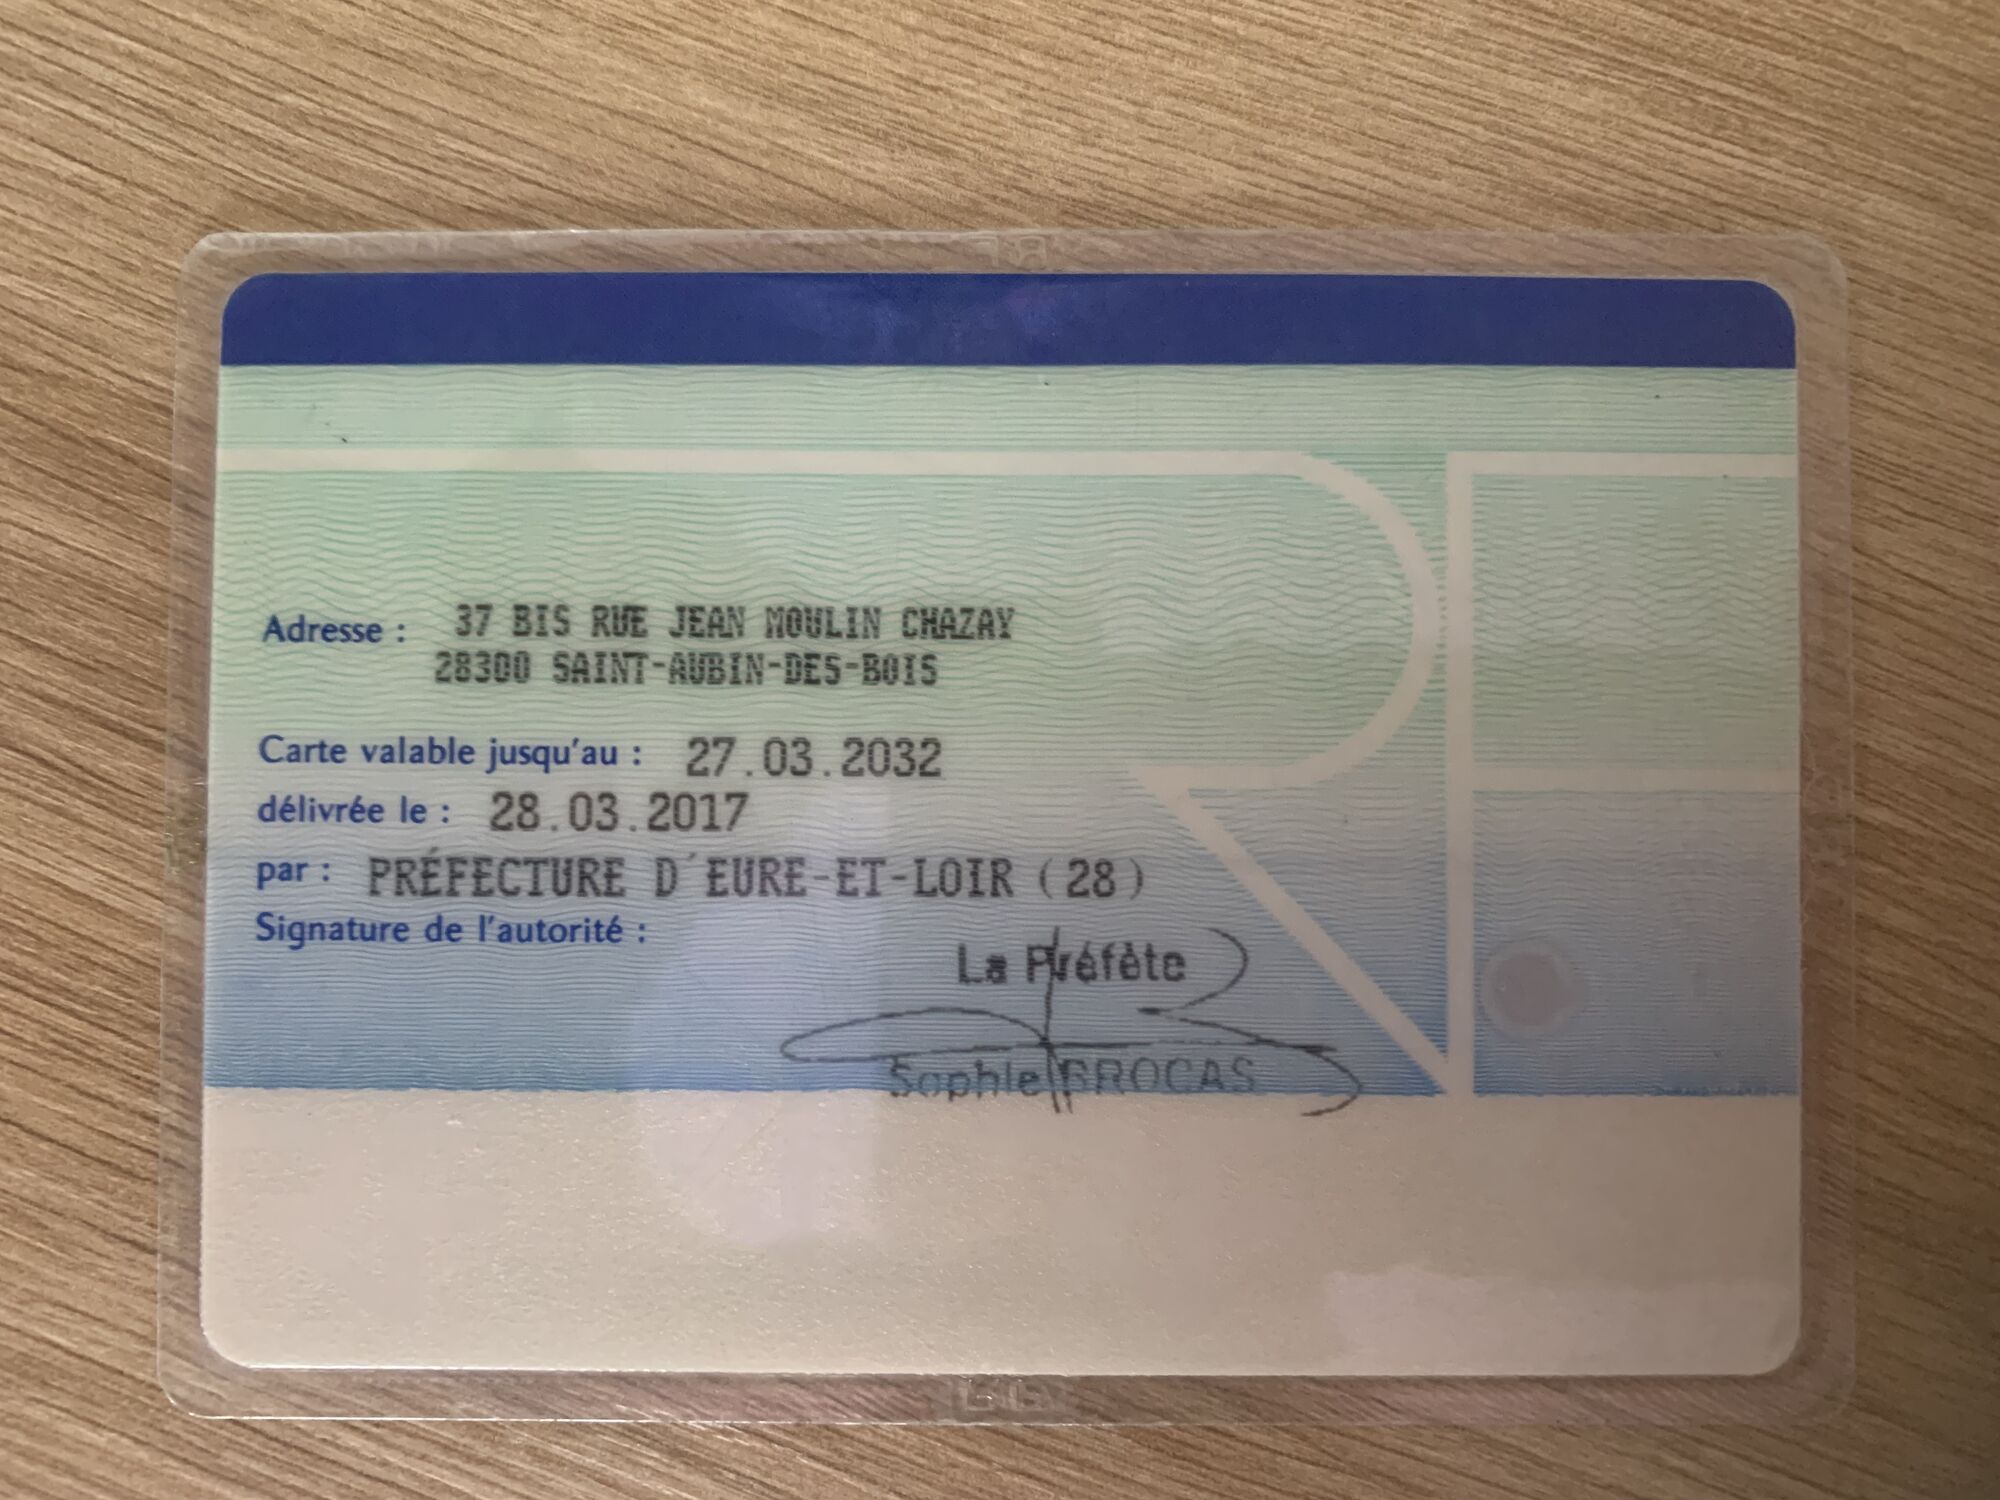 Adresse : 37 BIS RUE JEAN MOULIN CHAZAY
28300 SAINT-AUBIN-DES-BOIS
Carte valable jusqu'au : 27.03.2032
délivrée le : 28.03.2017
par : PRÉFECTURE D'EURE-ET-LOIR (28)
Signature de l'autorité :
La Préfète
Sophie BROCAS